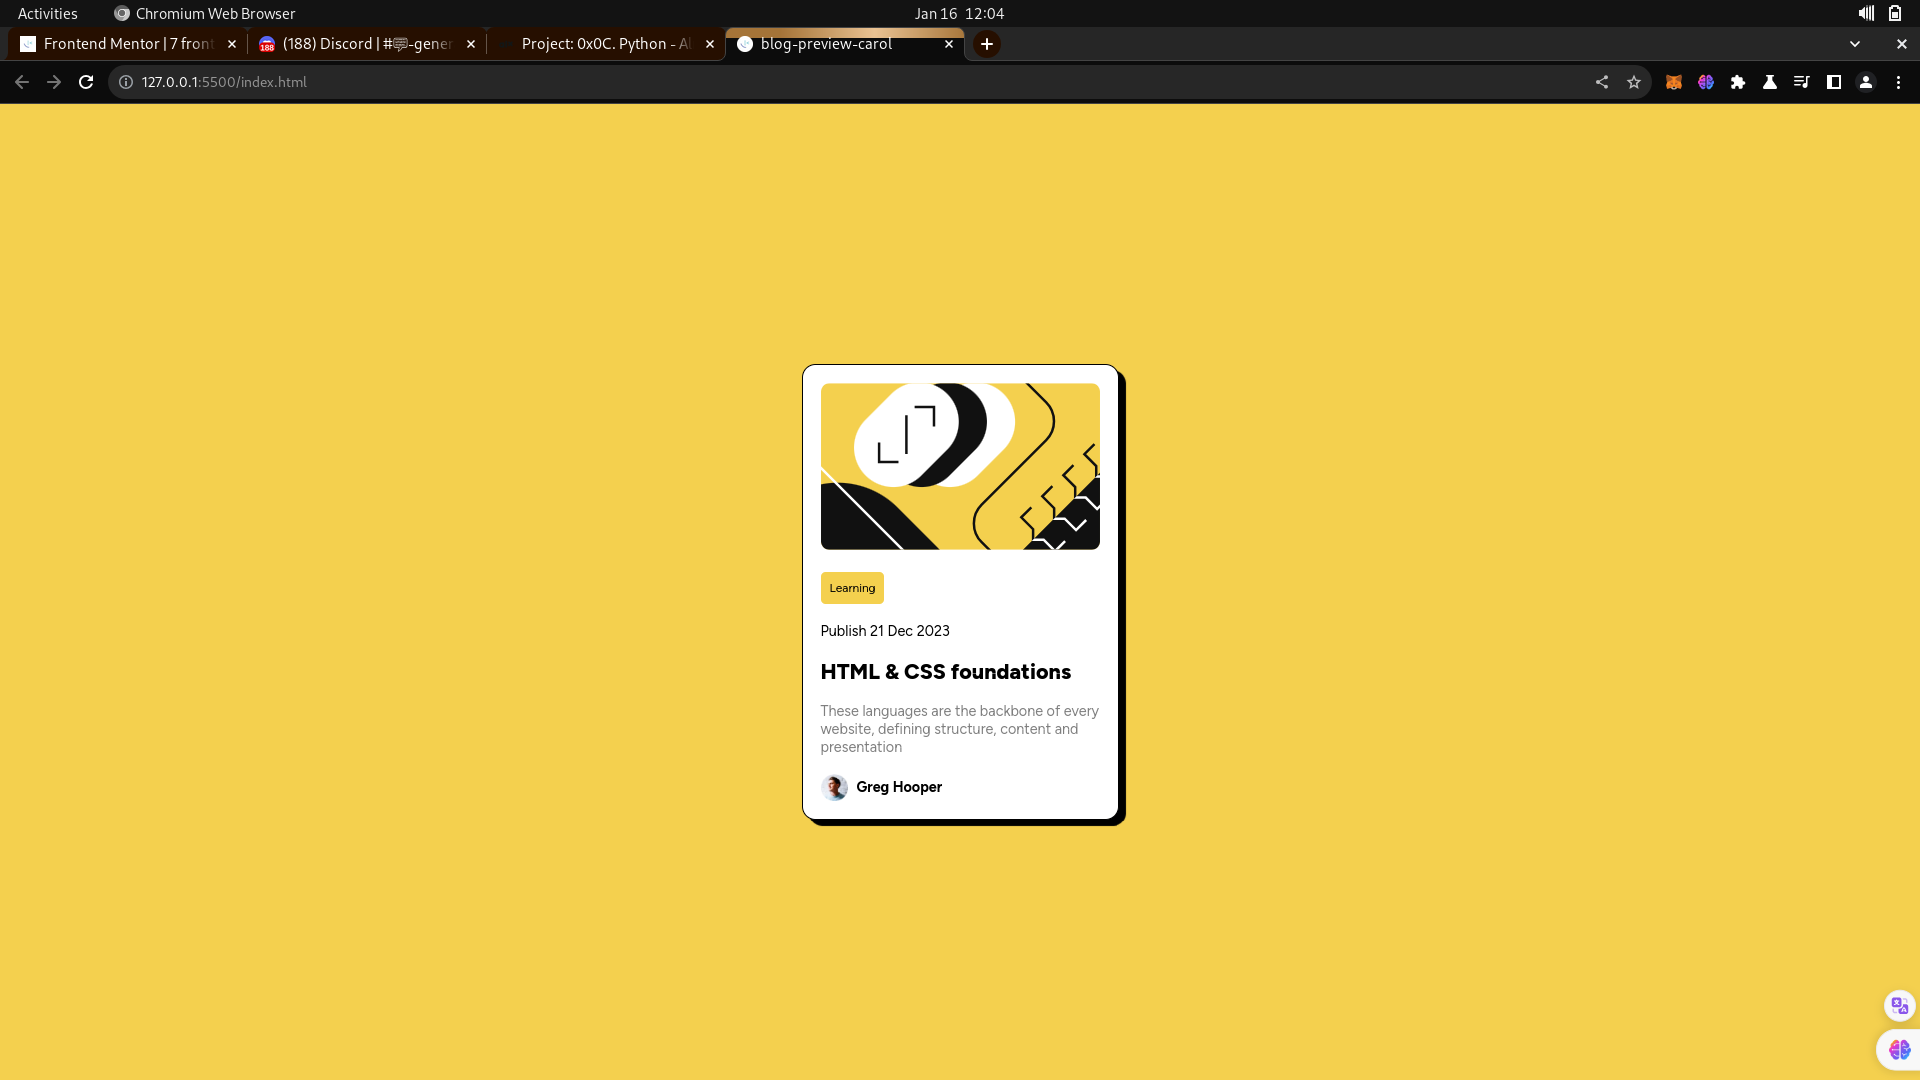 Activities
Chromium Web Browser
Jan 16 12:04
Frontend Mentor | 7 front
(188) Discord | #💬-gener
Project: 0x0C. Python - Al
blog-preview-carol
127.0.0.1:5500/index.html
Learning
Publish 21 Dec 2023
HTML & CSS foundations
These languages are the backbone of every
website, defining structure, content and
presentation
Greg Hooper